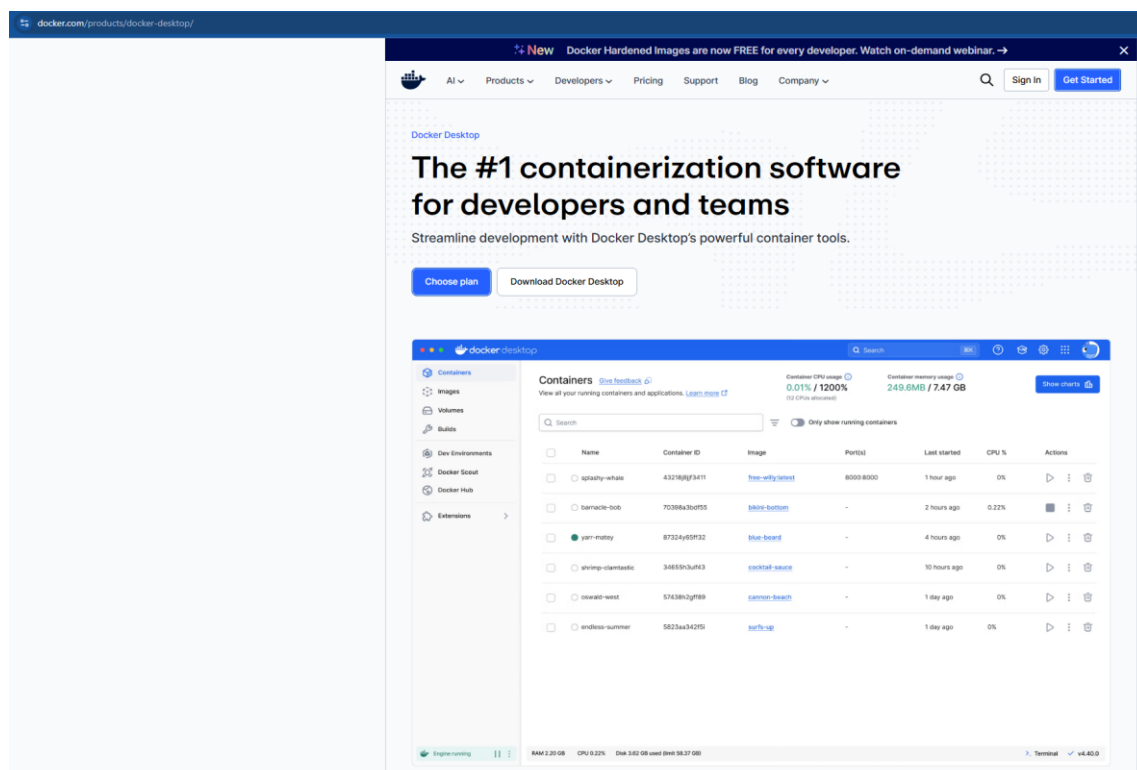 docker.com/products/docker-desktop/
New Docker Hardened Images are now FREE for every developer. Watch on-demand webinar. →
AI Products Developers Pricing Support Blog Company Sign In Get Started
Docker Desktop
The #1 containerization software
for developers and teams
Streamline development with Docker Desktop's powerful container tools.
Choose plan Download Docker Desktop
docker desktop Search ⌘K
Containers
Images
Volumes
Builds
Dev Environments
Docker Scout
Docker Hub
Extensions
Containers Give feedback
View all your running containers and applications. Learn more
Container CPU usage
0.01% / 1200%
(12 CPUs allocated)
Container memory usage
249.6MB / 7.47 GB
Show charts
Search Only show running containers
Name Container ID Image Port(s) Last started CPU % Actions
splashy-whale free-willy:latest 8000:8000 1 hour ago 0%
barnacle-bob 70398a3bdf55 bikini-bottom - 2 hours ago 0.22%
yarr-matey 87324y65ff32 blue-beard - 4 hours ago 0%
shrimp-clamtastic cocktail-sauce - 10 hours ago 0%
oswald-west 57438h2gff89 cannon-beach - 1 day ago 0%
endless-summer 5823aa342f5i surfs-up - 1 day ago 0%
Engine running RAM 2.20 GB CPU 0.22% Disk 3.62 GB used (limit 58.37 GB) Terminal v4.40.0